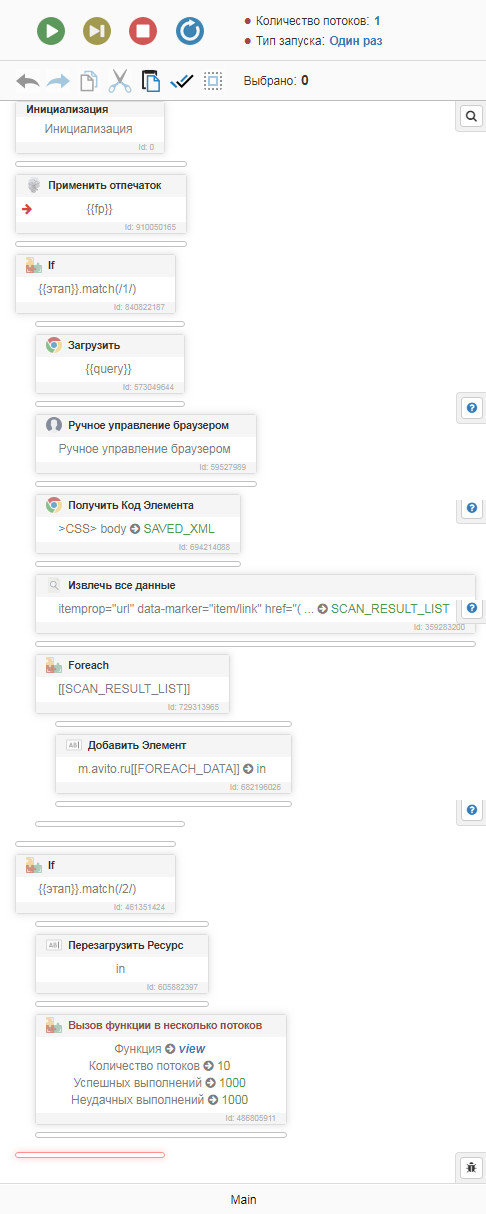 Количество потоков: 1
Тип запуска: Один раз
Выбрано: 0
Инициализация
Инициализация
Id: 0
Применить отпечаток
{{fp}}
Id: 910050165
If
{{этап}}.match(/1/)
Id: 840822187
Загрузить
{{query}}
Id: 573049644
Ручное управление браузером
Ручное управление браузером
Id: 59527989
Получить Код Элемента
>CSS> body SAVED_XML
Id: 694214088
Извлечь все данные
itemprop="url" data-marker="item/link" href="( ... SCAN_RESULT_LIST
Id: 359283200
Foreach
[[SCAN_RESULT_LIST]]
Id: 729313965
Добавить Элемент
m.avito.ru[[FOREACH_DATA]] in
Id: 682196026
If
{{этап}}.match(/2/)
Id: 461351424
Перезагрузить Ресурс
in
Id: 605882397
Вызов функции в несколько потоков
Функция view
Количество потоков 10
Успешных выполнений 1000
Неудачных выполнений 1000
Id: 486805911
Main